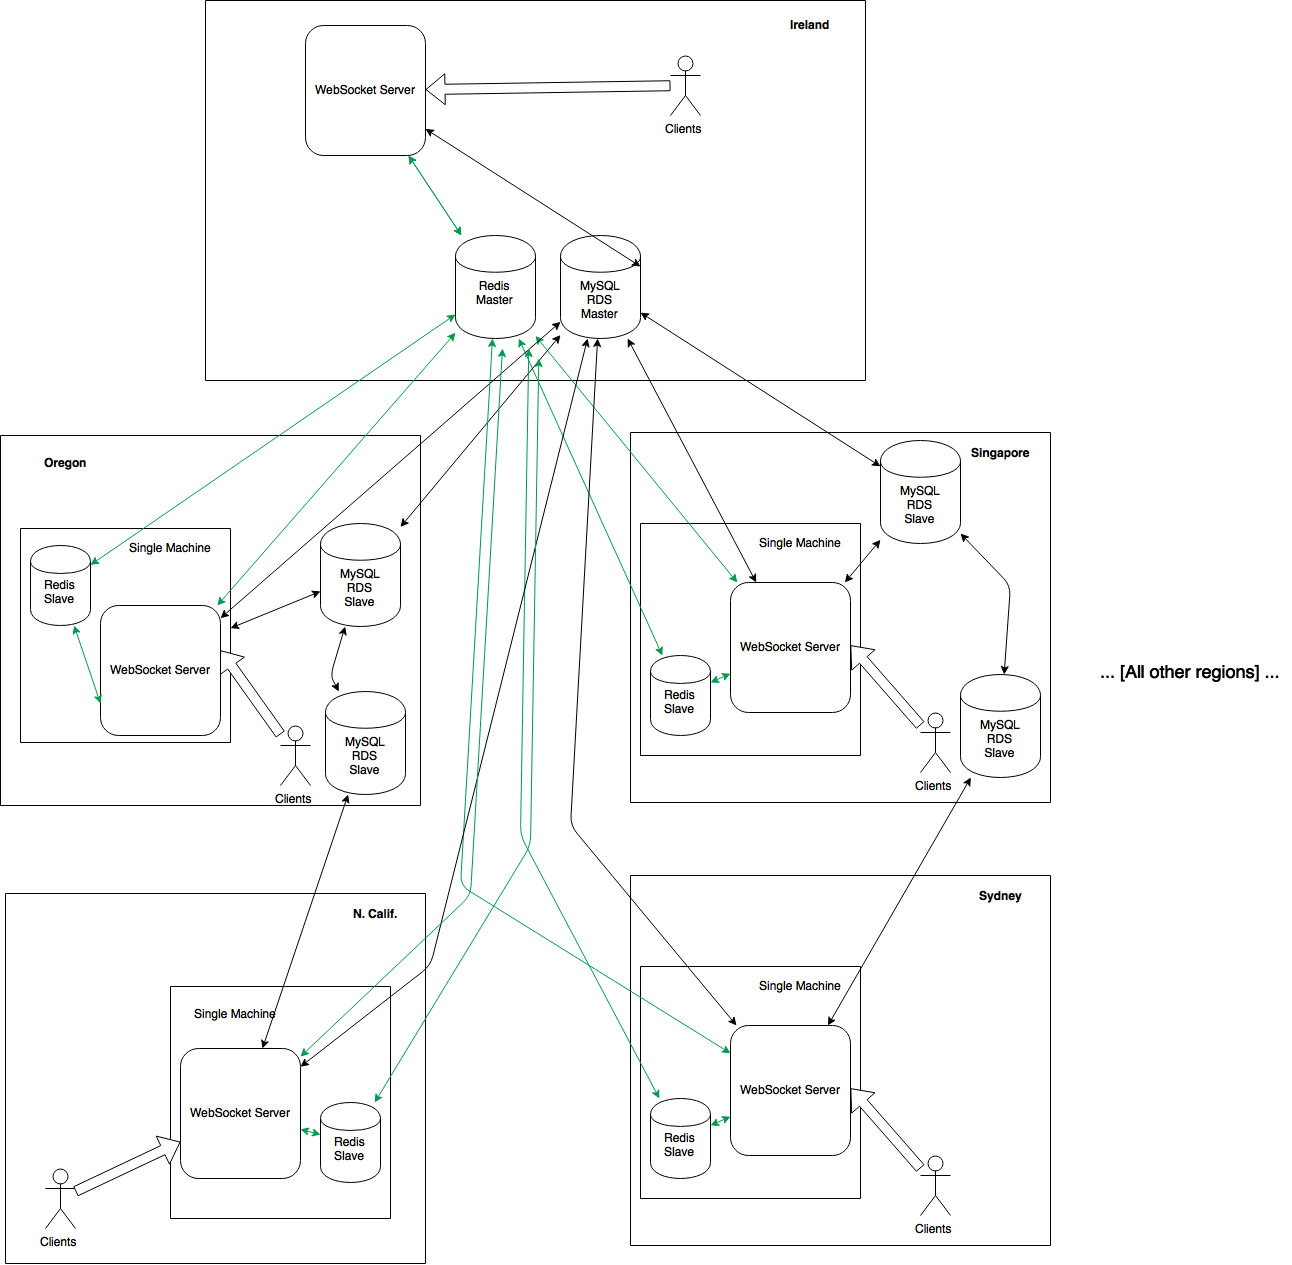 Ireland
WebSocket Server
Clients
Redis
Master
MySQL
RDS
Master
Oregon
Single Machine
Redis
Slave
WebSocket Server
MySQL
RDS
Slave
MySQL
RDS
Slave
Clients
Singapore
MySQL
RDS
Slave
Single Machine
WebSocket Server
Redis
Slave
MySQL
RDS
Slave
Clients
... [All other regions] ...
N. Calif.
Single Machine
WebSocket Server
Redis
Slave
Clients
Sydney
Single Machine
WebSocket Server
Redis
Slave
Clients